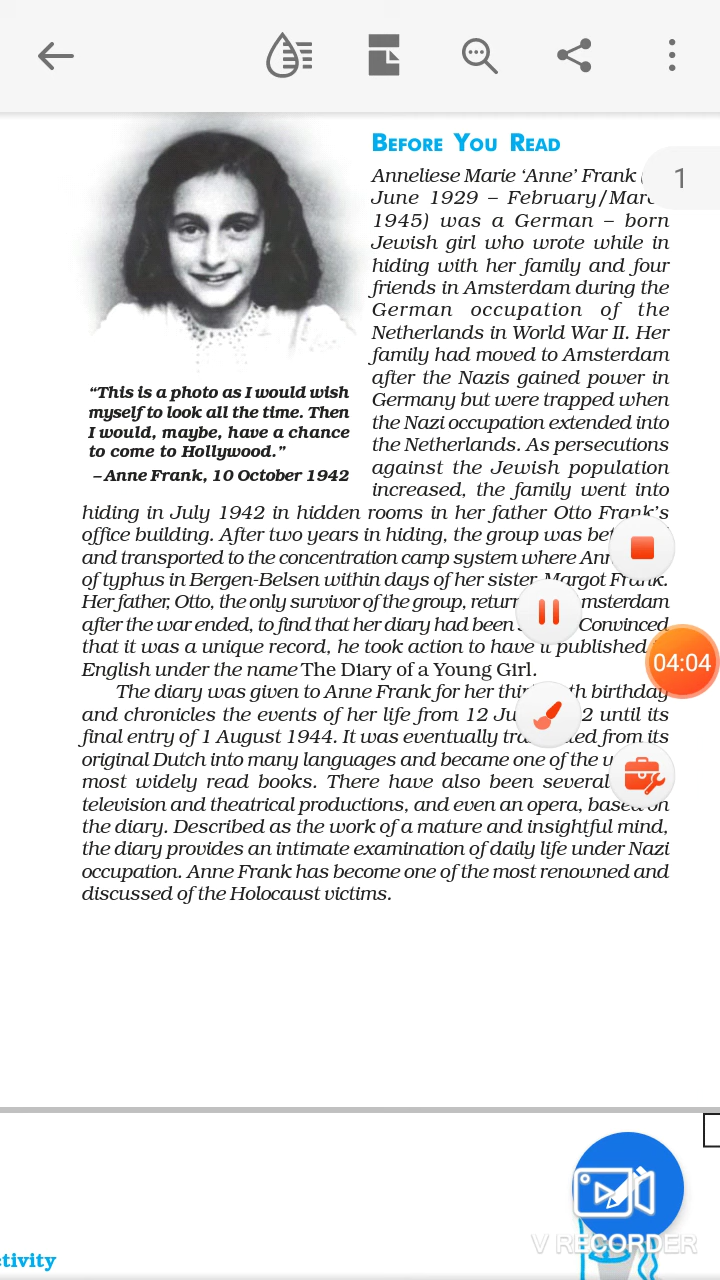 1
BEFORE YOU READ
Anneliese Marie ‘Anne’ Frank
June 1929 – February/
1945) was a German – born
Jewish girl who wrote while in
hiding with her family and four
friends in Amsterdam during the
German occupation of the
Netherlands in World War II. Her
family had moved to Amsterdam
after the Nazis gained power in
Germany but were trapped when
the Nazi occupation extended into
the Netherlands. As persecutions
against the Jewish population
increased, the family went into
“This is a photo as I would wish
myself to look all the time. Then
I would, maybe, have a chance
to come to Hollywood.”
–Anne Frank, 10 October 1942
hiding in July 1942 in hidden rooms in her father Otto Frank’s
office building. After two years in hiding, the group was
and transported to the concentration camp system where
of typhus in Bergen-Belsen within days of her sister Margot Frank.
Her father, Otto, the only survivor of the group,
after the war ended, to find that her diary had been Convinced
that it was a unique record, he took action to have it published
English under the name The Diary of a Young Girl.
The diary was given to Anne Frank for her birthday
and chronicles the events of her life from 12 until its
final entry of 1 August 1944. It was eventually from its
original Dutch into many languages and became one of the
most widely read books. There have also been several
television and theatrical productions, and even an opera, based on
the diary. Described as the work of a mature and insightful mind,
the diary provides an intimate examination of daily life under Nazi
occupation. Anne Frank has become one of the most renowned and
discussed of the Holocaust victims.
04:04
V RECORDER
tivity